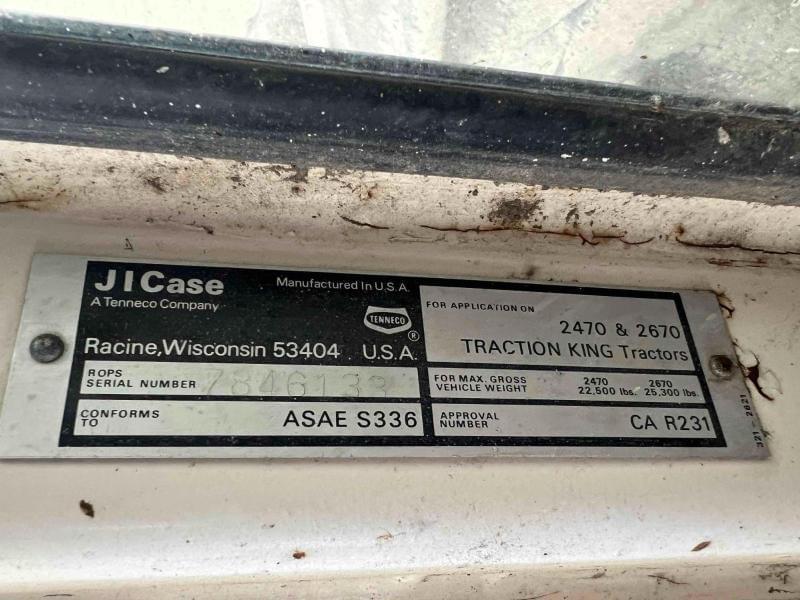 JI Case
Manufactured In U.S.A.
A Tenneco Company
TENNECO
®
Racine, Wisconsin 53404 U.S.A.
FOR APPLICATION ON
2470 & 2670
TRACTION KING Tractors
ROPS
SERIAL NUMBER 7846133
FOR MAX. GROSS
VEHICLE WEIGHT
2470 2670
22,500 lbs. 25,300 lbs.
CONFORMS
TO
ASAE S336
APPROVAL
NUMBER
CA R231
321-2621